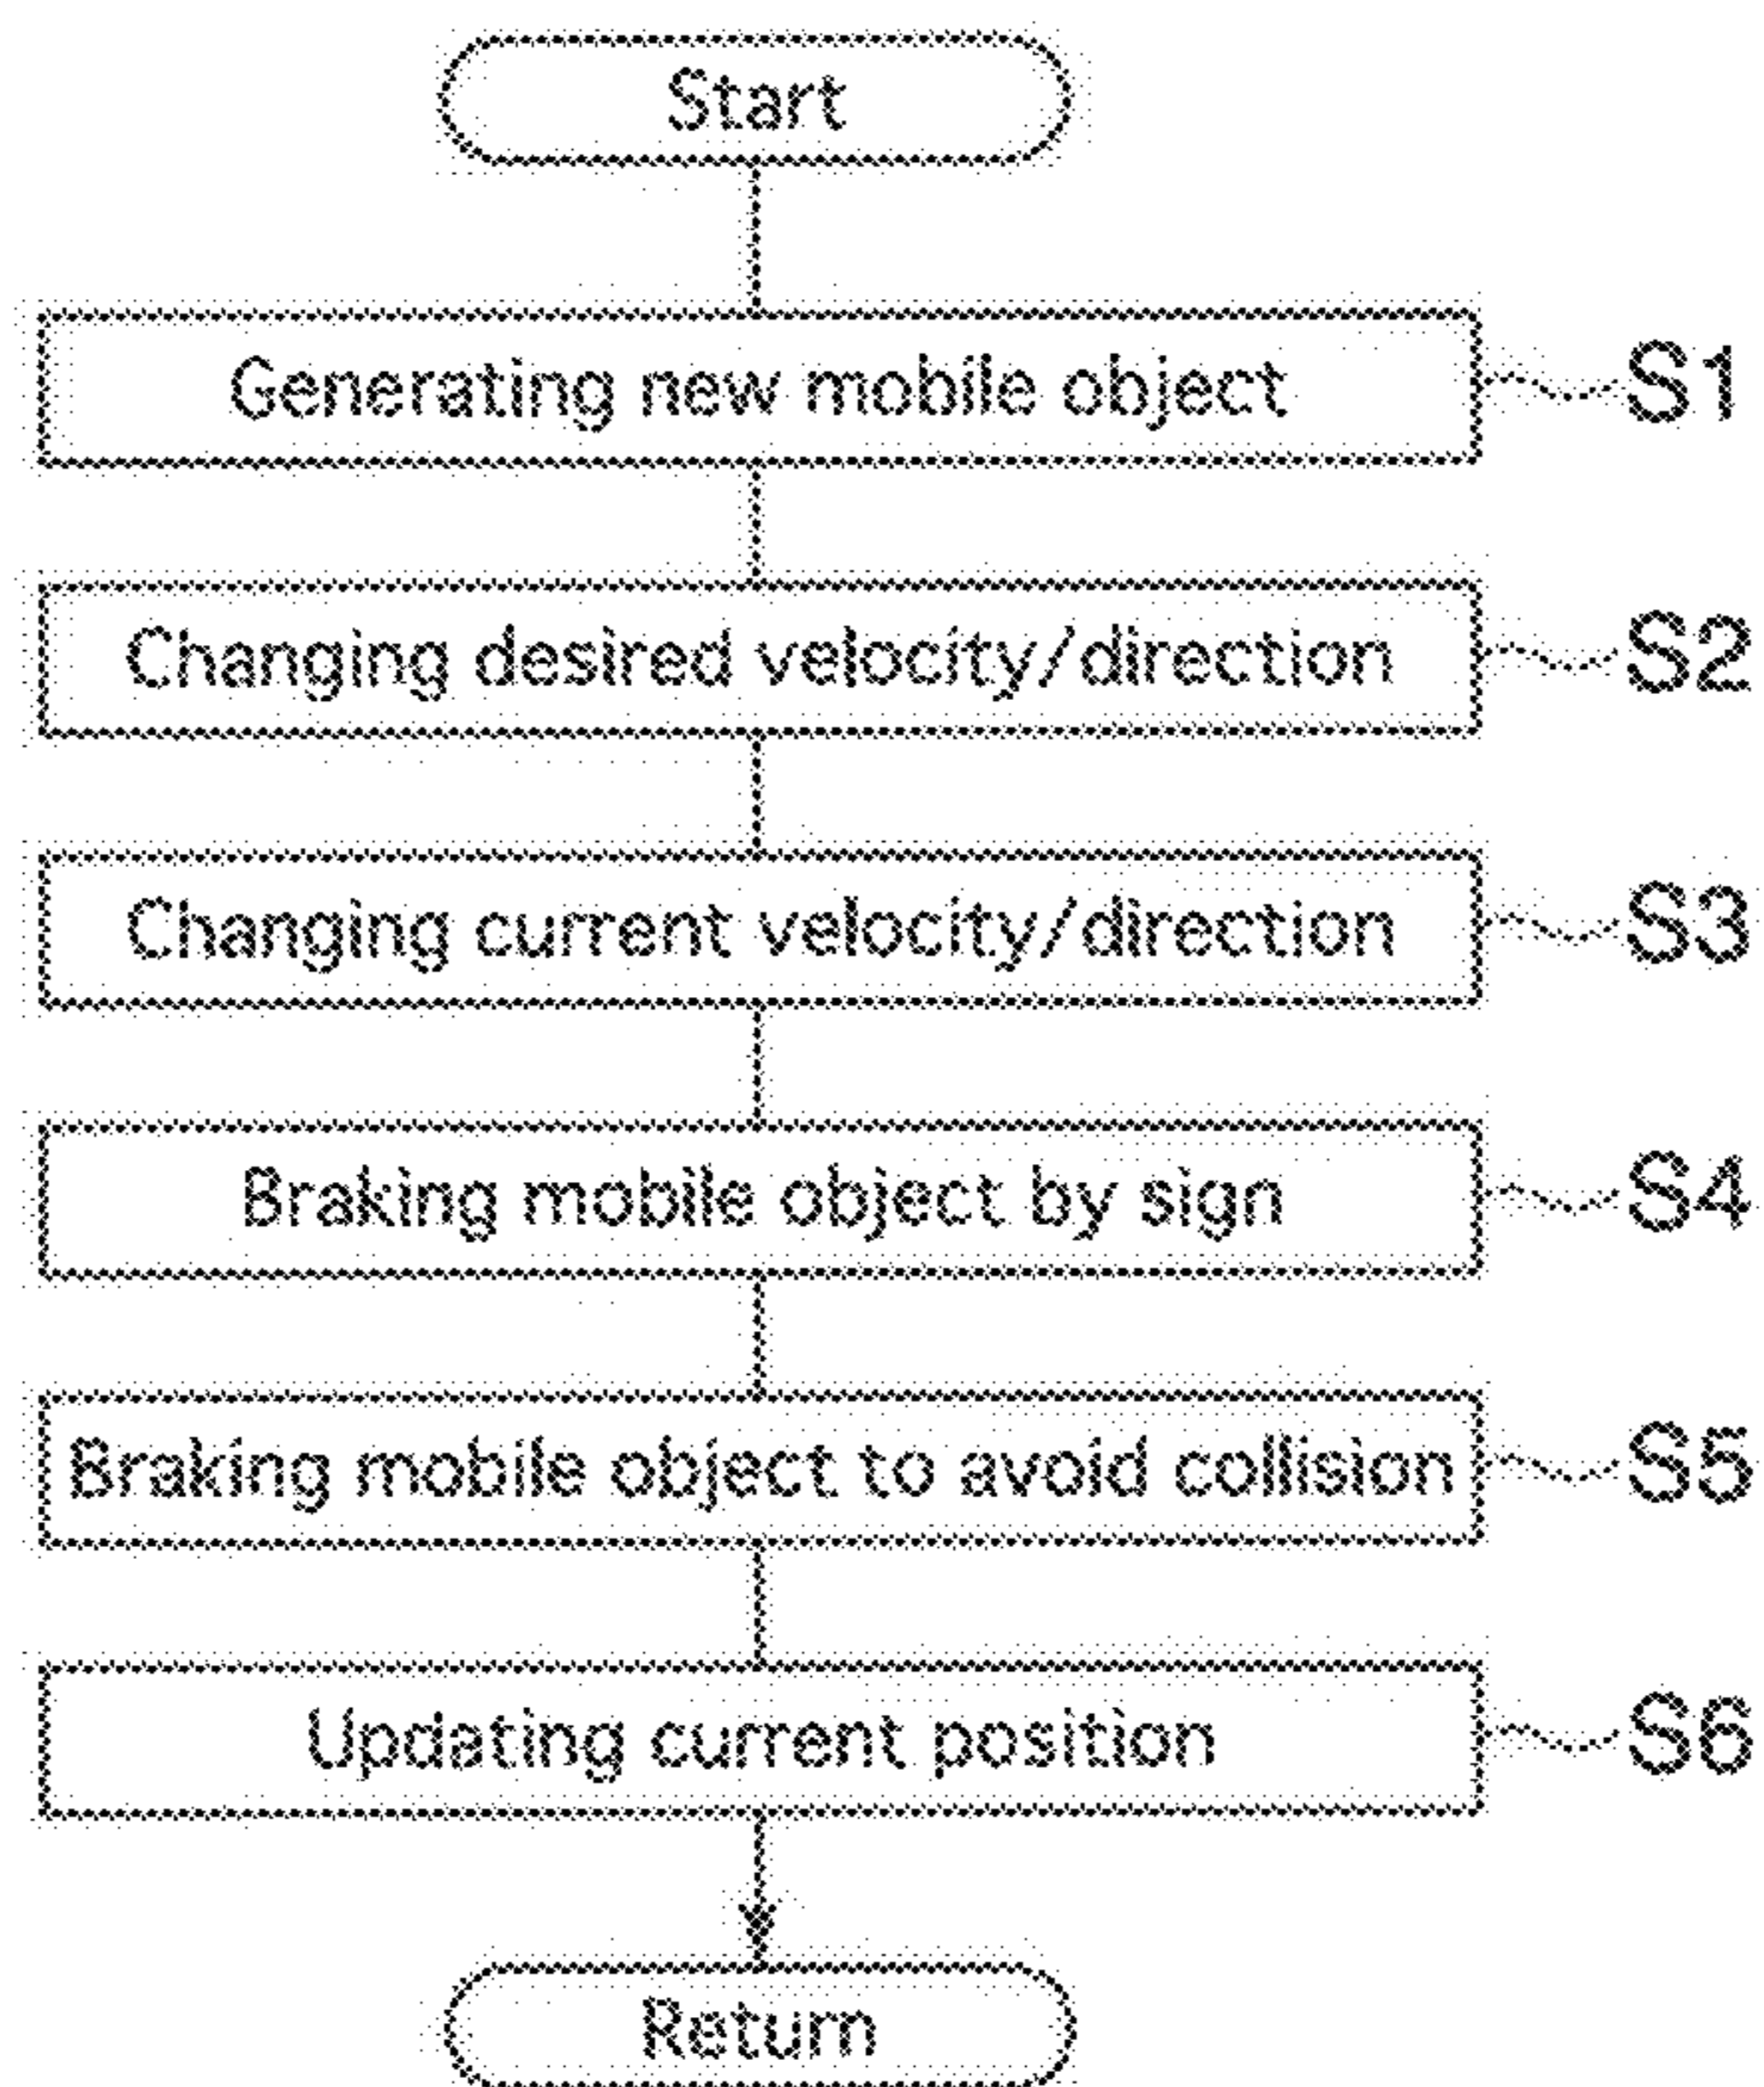 Start
Generating new mobile object
S1
Changing desired velocity/direction
S2
Changing current velocity/direction
S3
Braking mobile object by sign
S4
Braking mobile object to avoid collision
S5
Updating current position
S6
Return